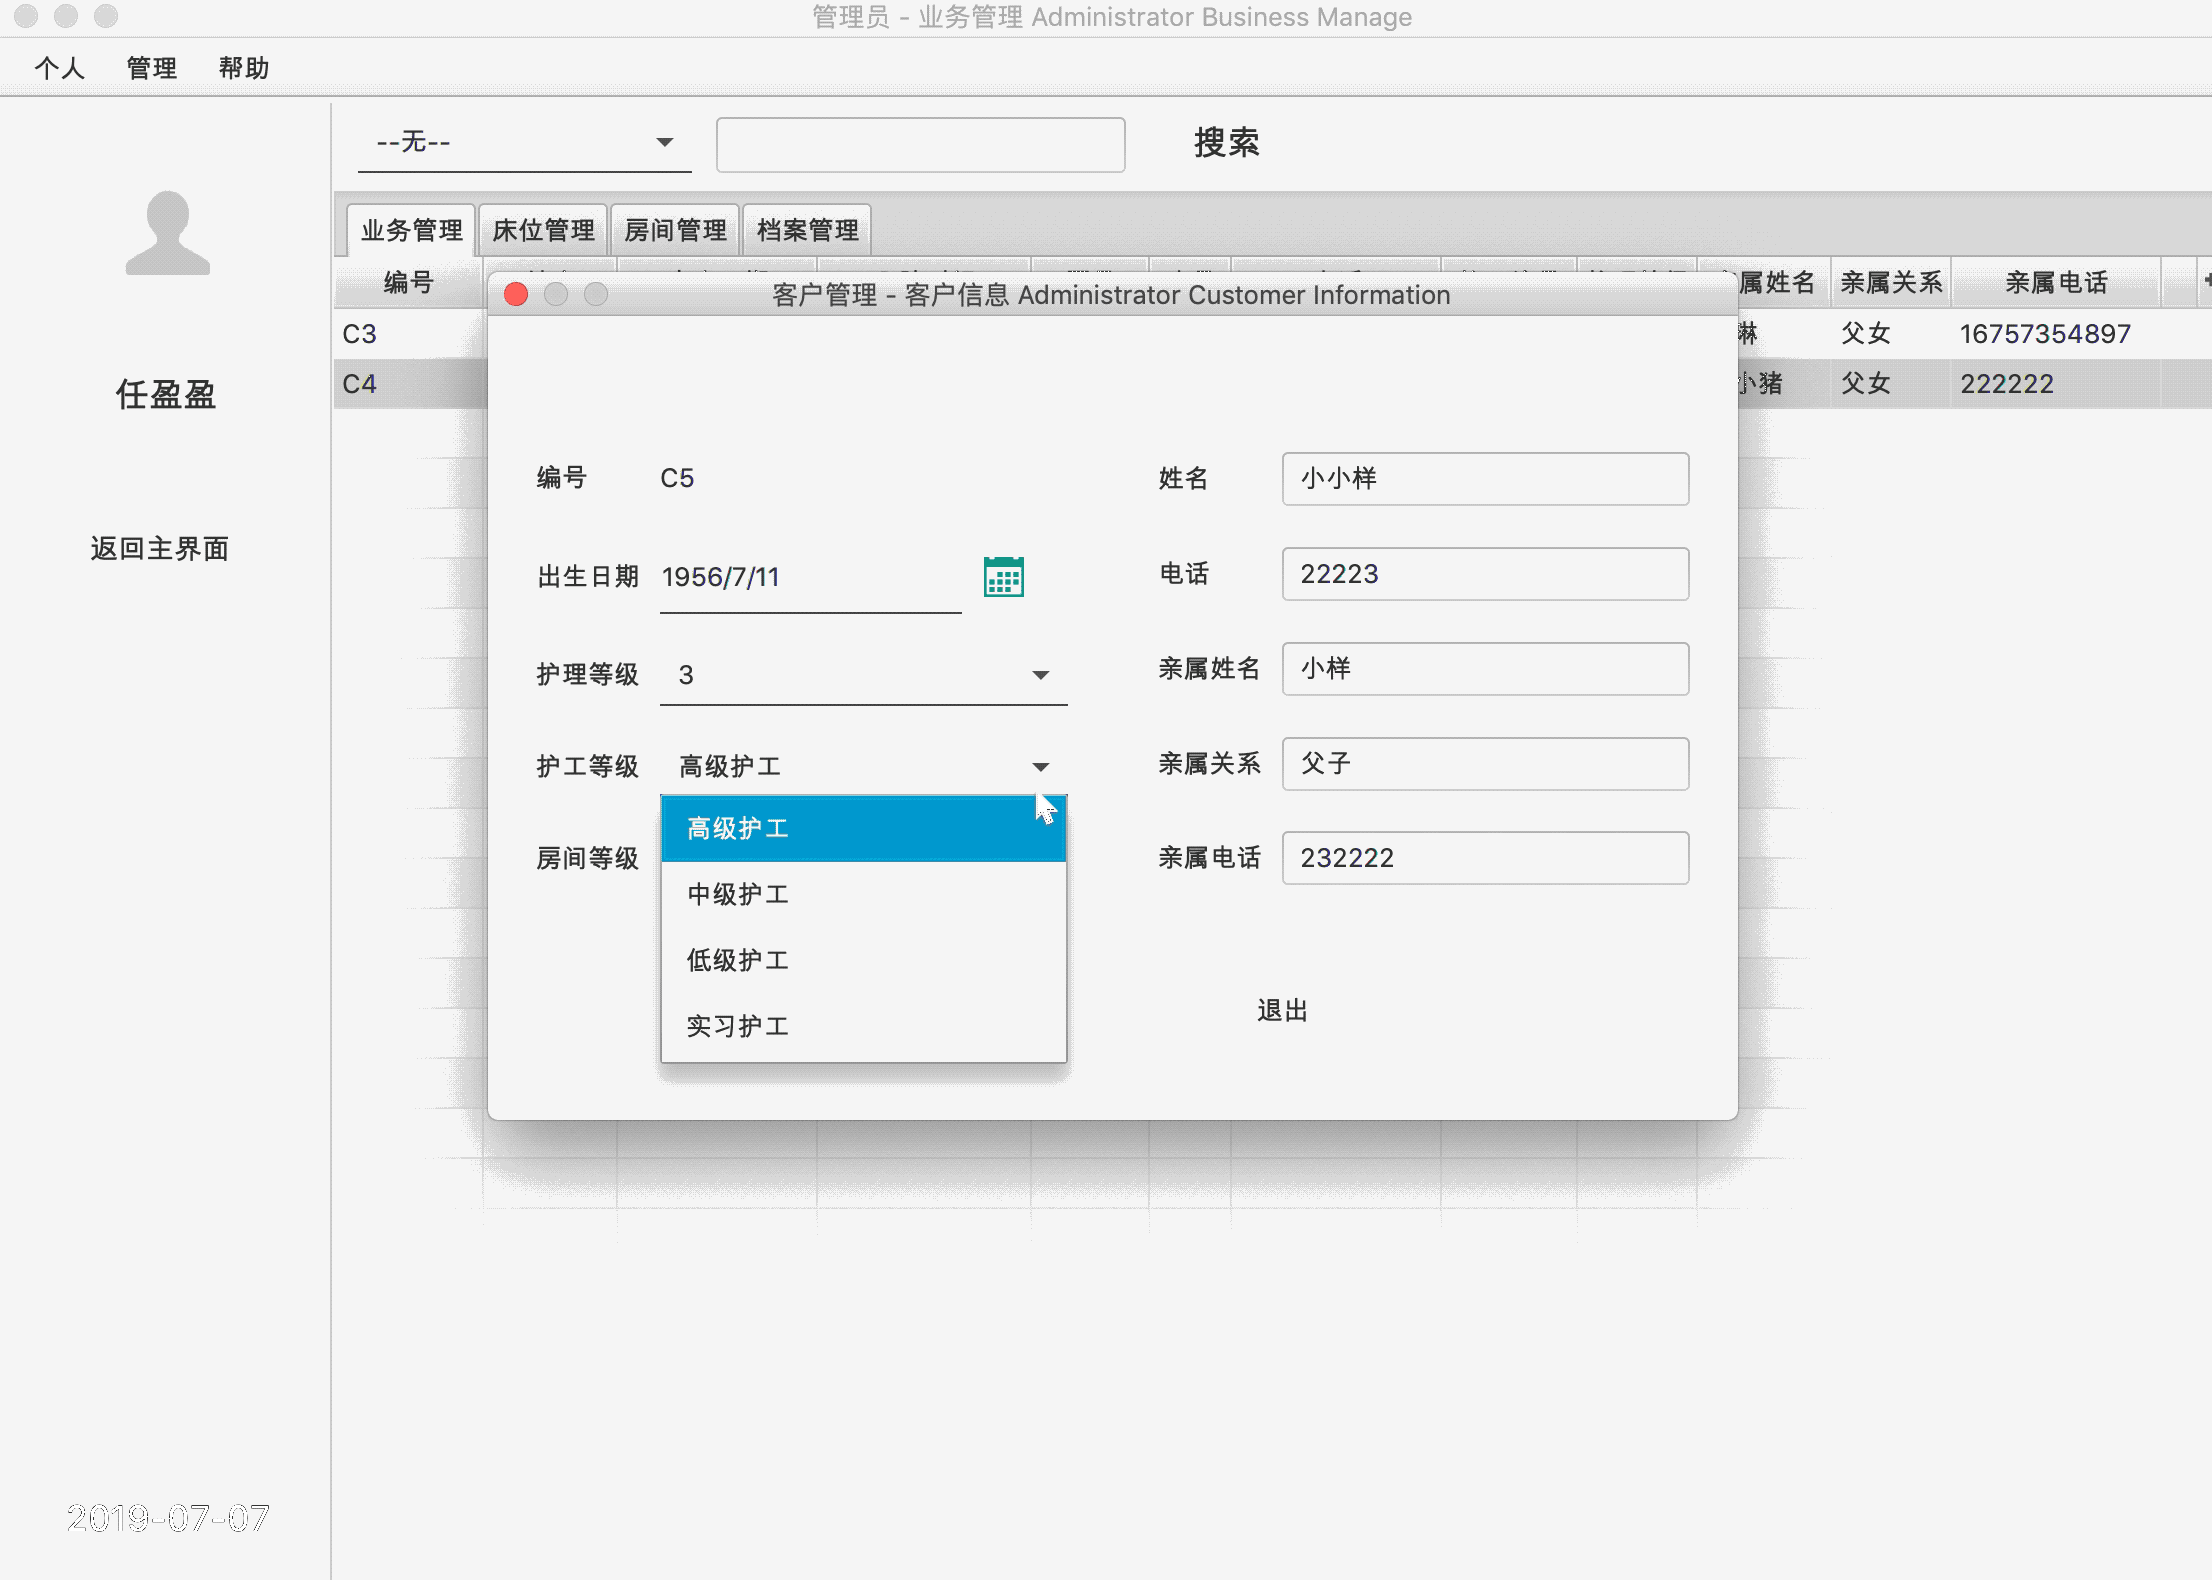 管理员 - 业务管理 Administrator Business Manage
个人 管理 帮助
--无-- 搜索
业务管理 床位管理 房间管理 档案管理
编号 属姓名 亲属关系 亲属电话
C3 琳 父女 16757354897
C4 小猪 父女 222222
任盈盈
返回主界面
2019-07-07
客户管理 - 客户信息 Administrator Customer Information
编号 C5 姓名 小小样
出生日期 1956/7/11 电话 22223
护理等级 3 亲属姓名 小样
护工等级 高级护工 亲属关系 父子
房间等级 亲属电话 232222
高级护工
中级护工
低级护工
实习护工
退出